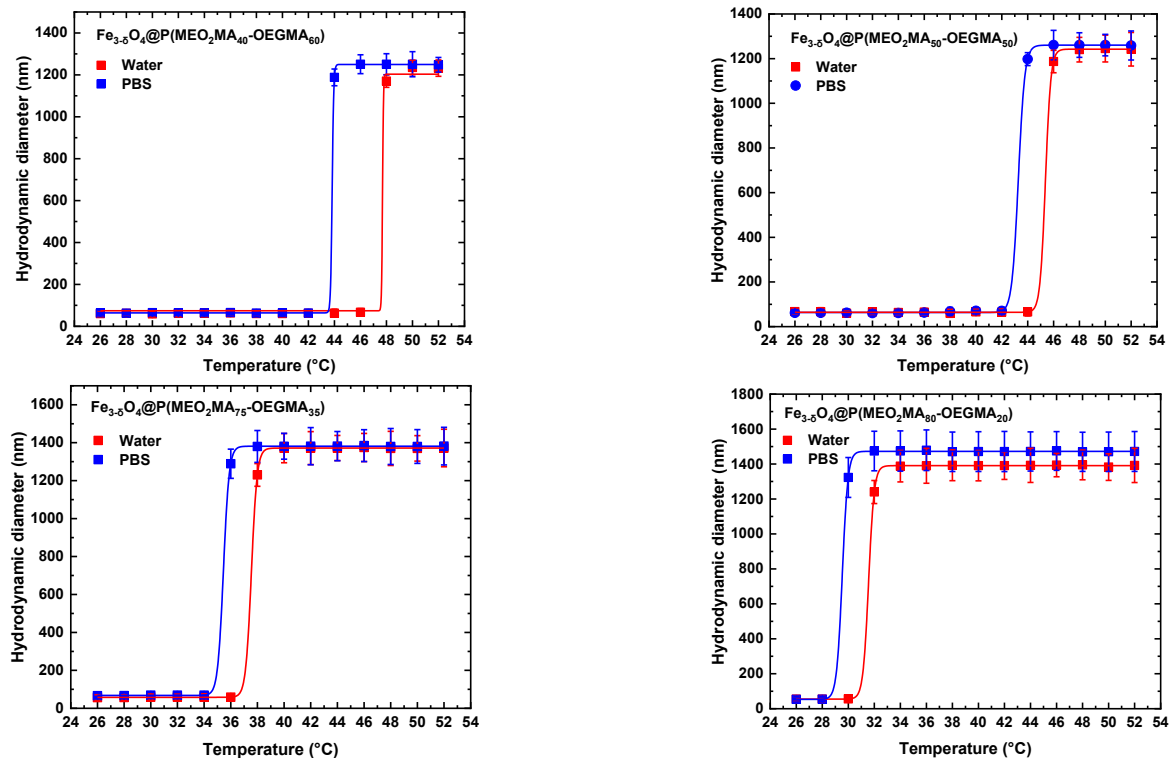 Fe3-δO4@P(MEO2MA40-OEGMA60)
Water
PBS
Hydrodynamic diameter (nm)
1400
1200
1000
800
600
400
200
0
24 26 28 30 32 34 36 38 40 42 44 46 48 50 52 54
Temperature (°C)
Fe3-δO4@P(MEO2MA50-OEGMA50)
Water
PBS
Hydrodynamic diameter (nm)
1400
1200
1000
800
600
400
200
0
24 26 28 30 32 34 36 38 40 42 44 46 48 50 52 54
Temperature (°C)
Fe3-δO4@P(MEO2MA75-OEGMA35)
Water
PBS
Hydrodynamic diameter (nm)
1600
1400
1200
1000
800
600
400
200
0
24 26 28 30 32 34 36 38 40 42 44 46 48 50 52 54
Temperature (°C)
Fe3-δO4@P(MEO2MA80-OEGMA20)
Water
PBS
Hydrodynamic diameter (nm)
1800
1600
1400
1200
1000
800
600
400
200
0
24 26 28 30 32 34 36 38 40 42 44 46 48 50 52 54
Temperature (°C)